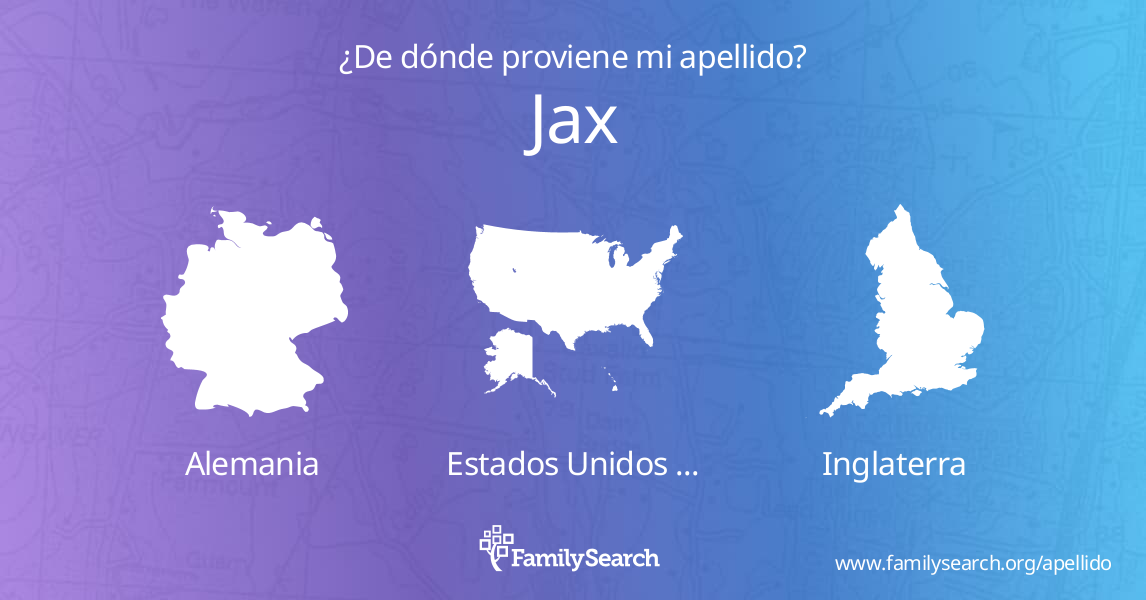 ¿De dónde proviene mi apellido?
Jax
Alemania
Estados Unidos ...
Inglaterra
FamilySearch
www.familysearch.org/apellido